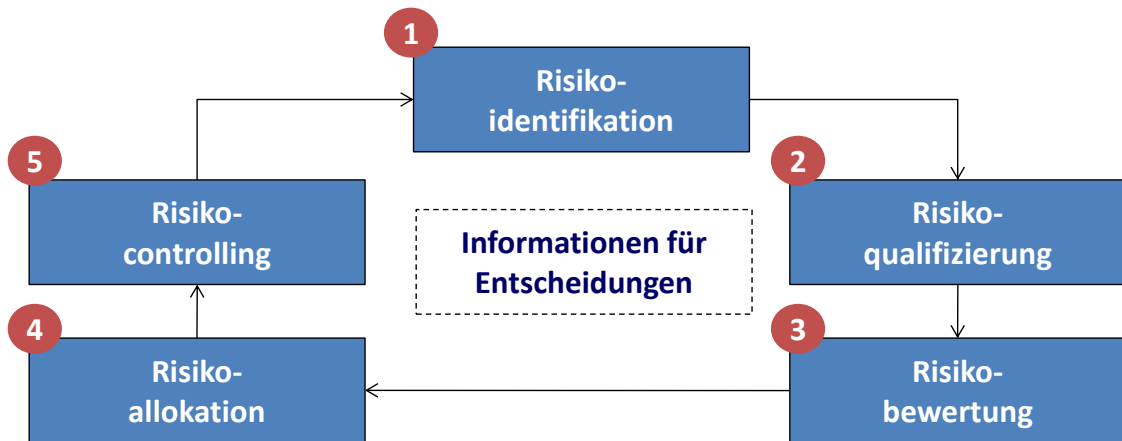 1
Risiko-
identifikation
2
Risiko-
qualifizierung
3
Risiko-
bewertung
4
Risiko-
allokation
5
Risiko-
controlling
Informationen für
Entscheidungen